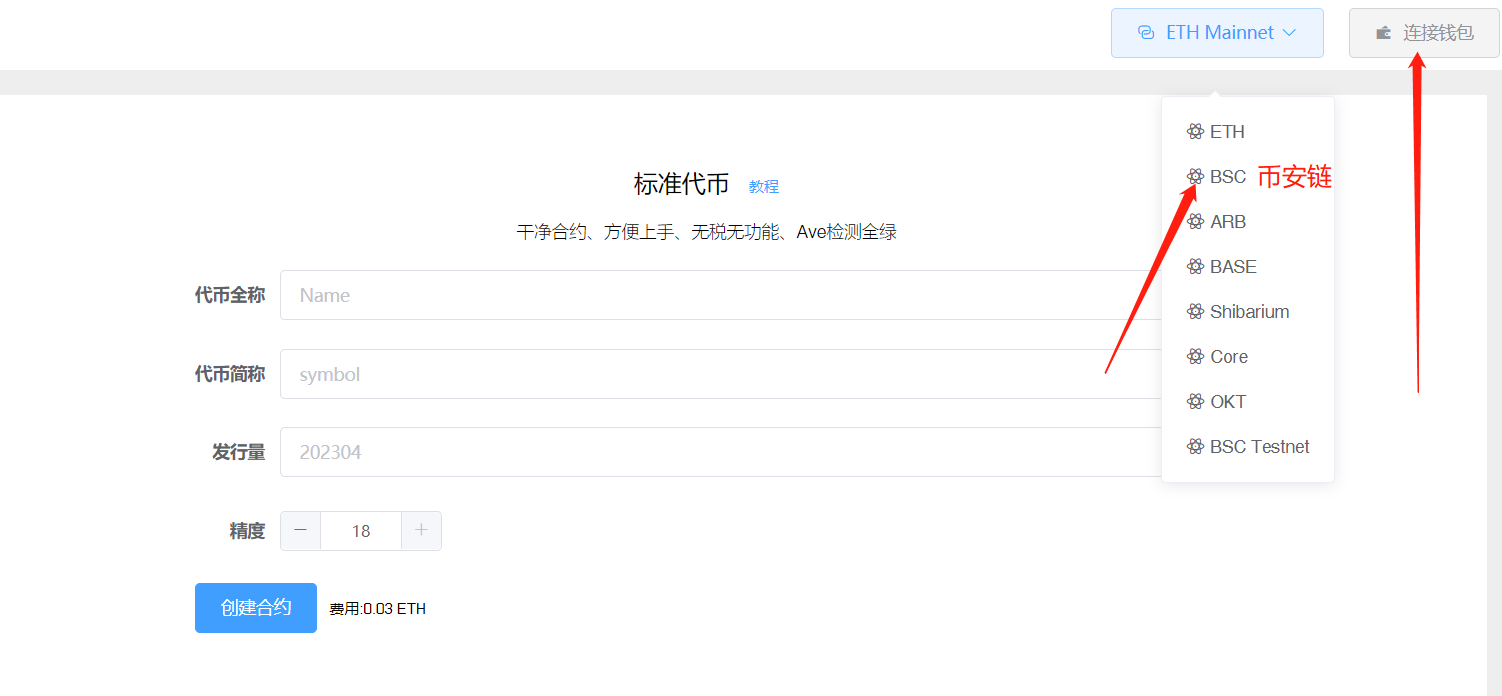 ETH Mainnet
连接钱包
ETH
BSC 币安链
ARB
BASE
Shibarium
Core
OKT
BSC Testnet
标准代币 教程
干净合约、方便上手、无税无功能、Ave检测全绿
代币全称 Name
代币简称 symbol
发行量 202304
精度 18
创建合约 费用:0.03 ETH